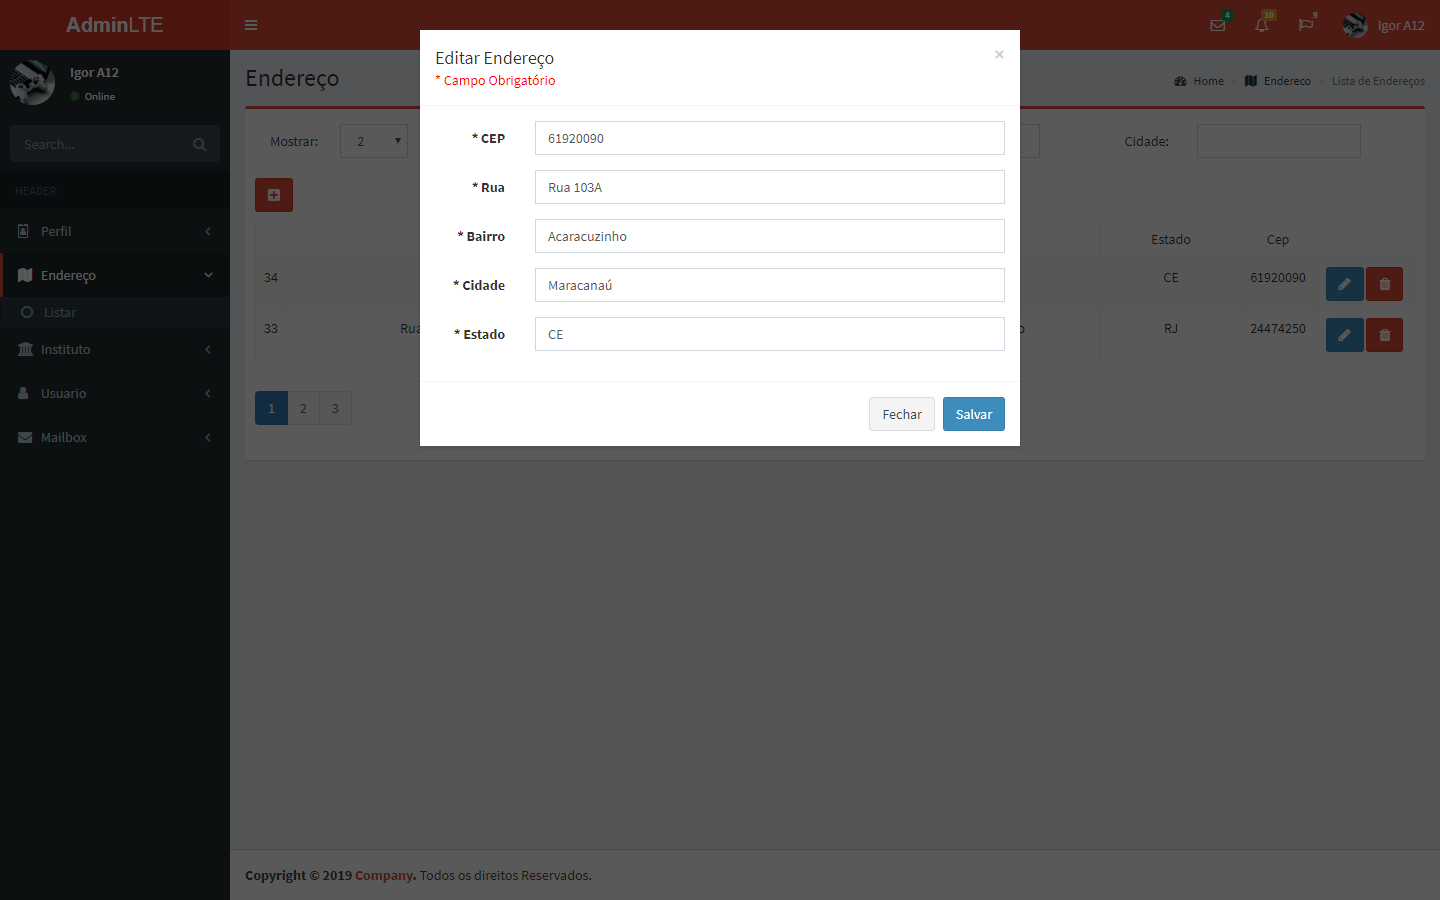 AdminLTE
4
10
9
Igor A12
Igor A12
Online
Search...
HEADER
Perfil
Endereço
Listar
Instituto
Usuario
Mailbox
Endereço
Home > Endereco > Lista de Endereços
Mostrar: 2
Cidade:
Estado Cep
34 CE 61920090
33 Rua RJ 24474250
1 2 3
Editar Endereço ×
* Campo Obrigatório
* CEP 61920090
* Rua Rua 103A
* Bairro Acaracuzinho
* Cidade Maracanaú
* Estado CE
Fechar Salvar
Copyright © 2019 Company. Todos os direitos Reservados.